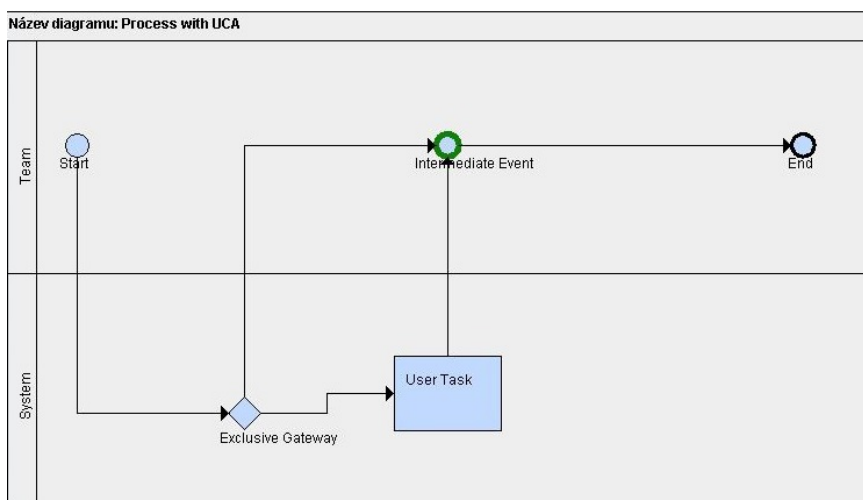 Název diagramu: Process with UCA
Team
Start
Intermediate Event
End
System
User Task
Exclusive Gateway